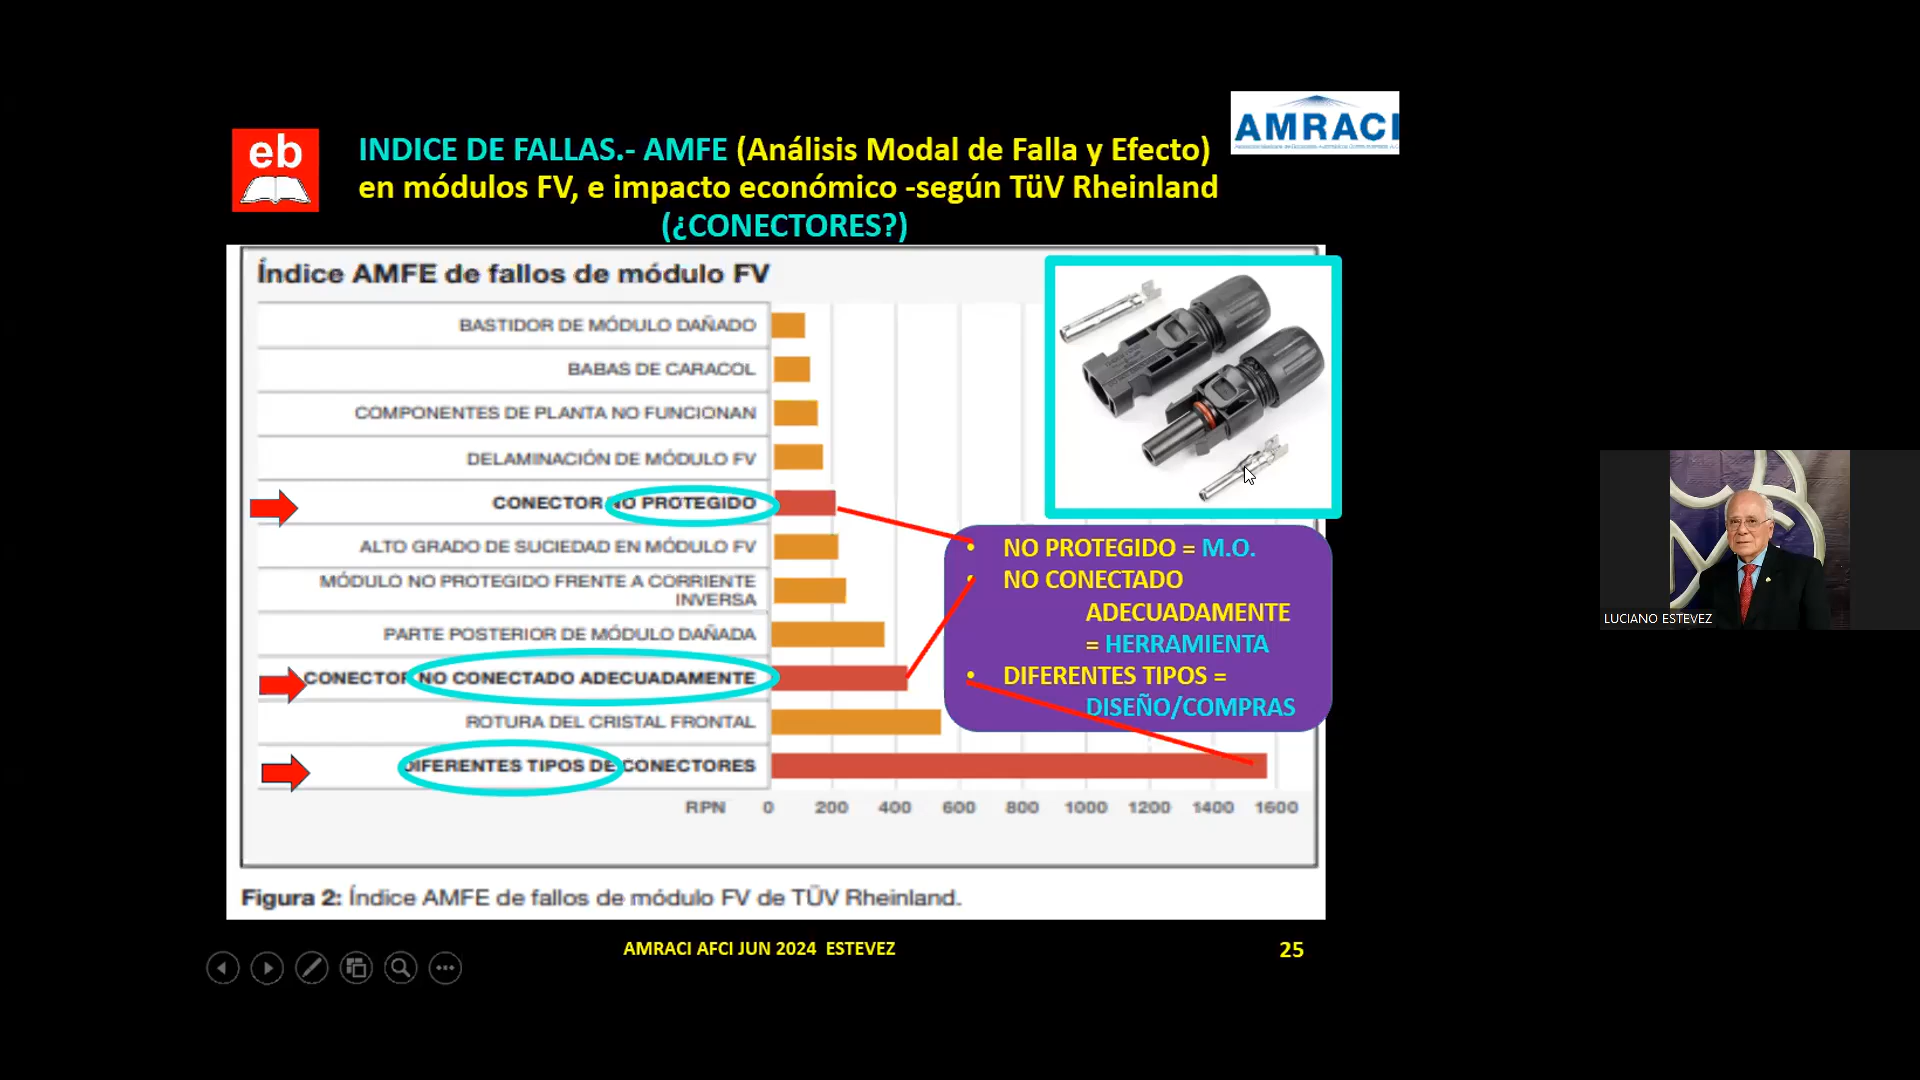 AMRACI
eb
INDICE DE FALLAS.- AMFE (Análisis Modal de Falla y Efecto)
en módulos FV, e impacto económico -según TüV Rheinland
(¿CONECTORES?)
Índice AMFE de fallos de módulo FV
BASTIDOR DE MÓDULO DAÑADO
BABAS DE CARACOL
COMPONENTES DE PLANTA NO FUNCIONAN
DELAMINACIÓN DE MÓDULO FV
CONECTOR NO PROTEGIDO
ALTO GRADO DE SUCIEDAD EN MÓDULO FV
MÓDULO NO PROTEGIDO FRENTE A CORRIENTE
INVERSA
PARTE POSTERIOR DE MÓDULO DAÑADA
CONECTOR NO CONECTADO ADECUADAMENTE
ROTURA DEL CRISTAL FRONTAL
DIFERENTES TIPOS DE CONECTORES
RPN 0 200 400 600 800 1000 1200 1400 1600
• NO PROTEGIDO = M.O.
• NO CONECTADO
ADECUADAMENTE
= HERRAMIENTA
• DIFERENTES TIPOS =
DISEÑO/COMPRAS
Figura 2: Índice AMFE de fallos de módulo FV de TÜV Rheinland.
AMRACI AFCI JUN 2024 ESTEVEZ
25
LUCIANO ESTEVEZ